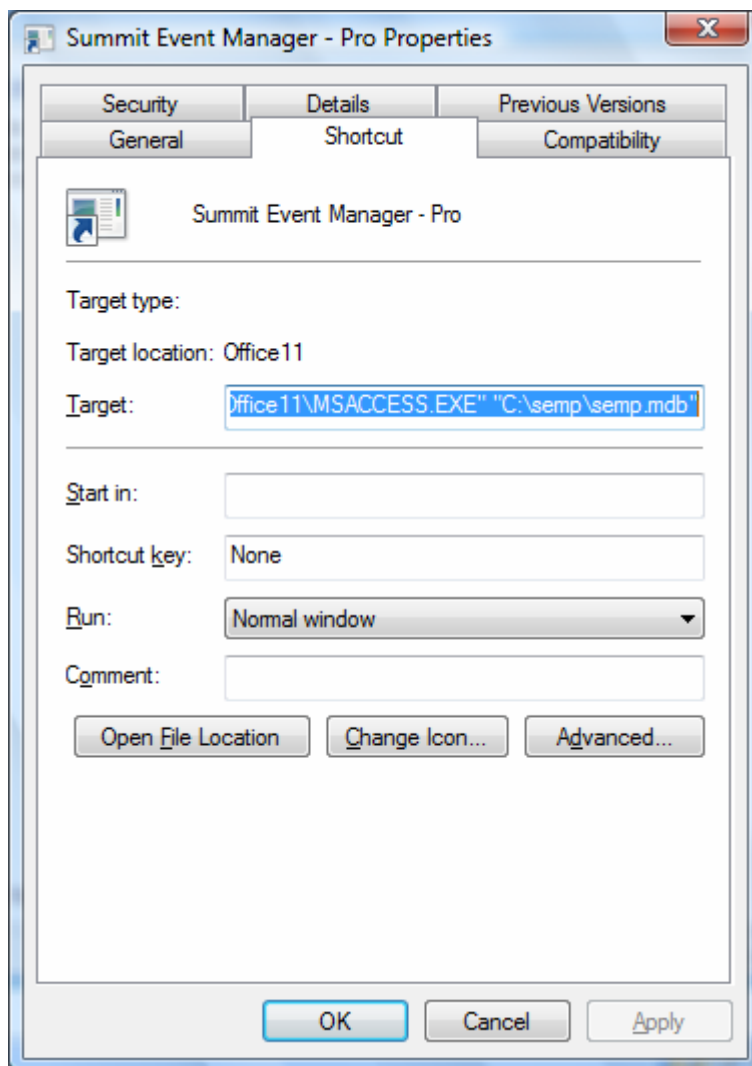 Summit Event Manager - Pro Properties
Security Details Previous Versions
General Shortcut Compatibility
Summit Event Manager - Pro
Target type:
Target location: Office11
Target: Office11\MSACCESS.EXE" "C:\semp\semp.mdb"
Start in:
Shortcut key: None
Run: Normal window
Comment:
Open File Location Change Icon... Advanced...
OK Cancel Apply